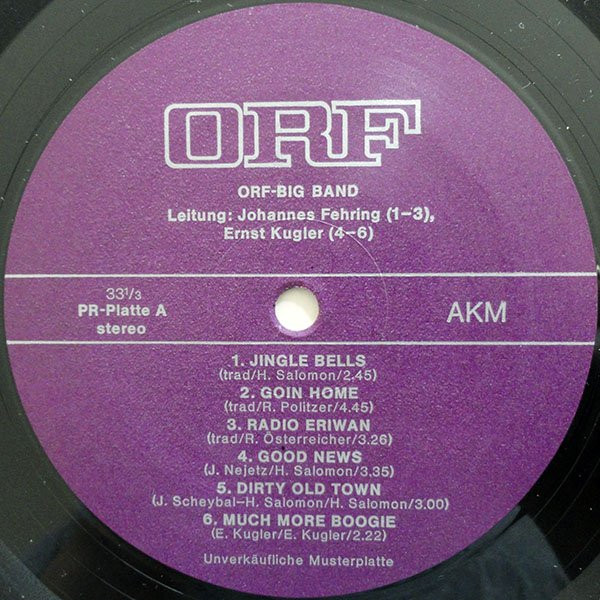 ORF
ORF-BIG BAND
Leitung: Johannes Fehring (1-3),
Ernst Kugler (4-6)
33 1/3
PR-Platte A
stereo
AKM
1. JINGLE BELLS
(trad/H. Salomon/2.45)
2. GOIN HOME
(trad/R. Politzer/4.45)
3. RADIO ERIWAN
(trad/R. Österreicher/3.26)
4. GOOD NEWS
(J. Nejetz/H. Salomon/3.35)
5. DIRTY OLD TOWN
(J. Scheybal-H. Salomon/H. Salomon/3.00)
6. MUCH MORE BOOGIE
(E. Kugler/E. Kugler/2.22)
Unverkäufliche Musterplatte